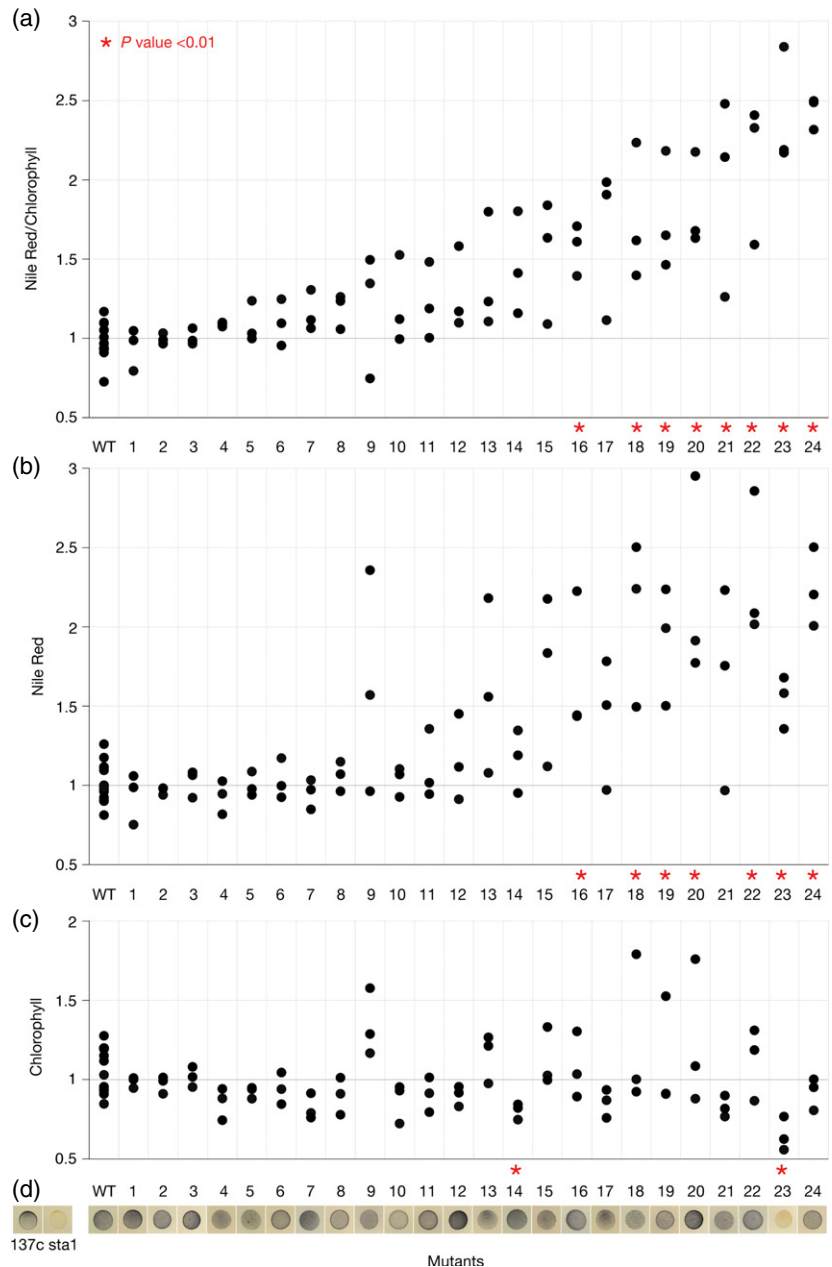 (a)
3
* P value <0.01
2.5
2
1.5
1
0.5
Nile Red/Chlorophyll
* * * * * * * *
WT 1 2 3 4 5 6 7 8 9 10 11 12 13 14 15 16 17 18 19 20 21 22 23 24
(b)
3
2.5
2
1.5
1
0.5
Nile Red
* * * * * * *
WT 1 2 3 4 5 6 7 8 9 10 11 12 13 14 15 16 17 18 19 20 21 22 23 24
(c)
2
1.5
1
0.5
Chlorophyll
* *
(d)
WT 1 2 3 4 5 6 7 8 9 10 11 12 13 14 15 16 17 18 19 20 21 22 23 24
137c sta1
Mutants